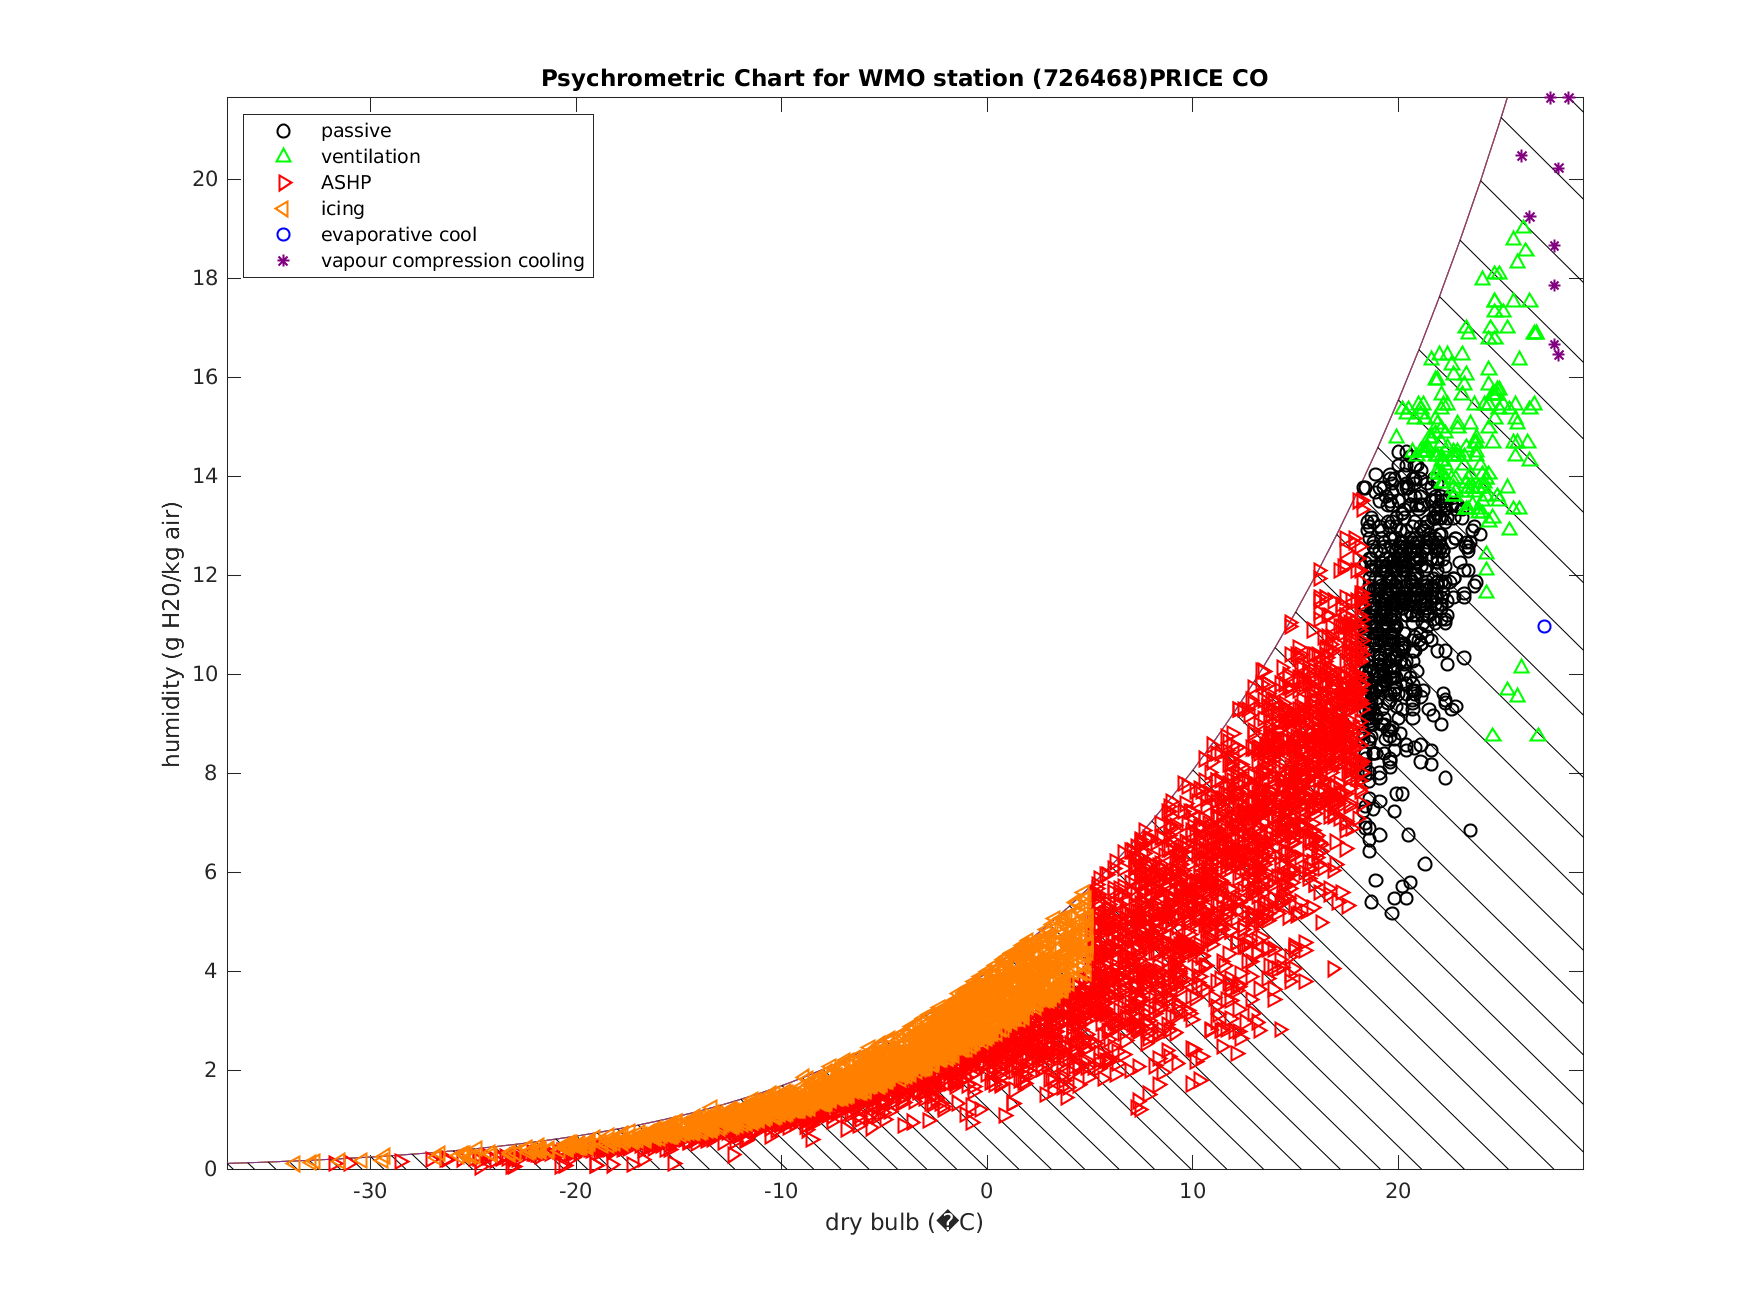 Psychrometric Chart for WMO station (726468)PRICE CO
passive
ventilation
ASHP
icing
evaporative cool
vapour compression cooling
humidity (g H20/kg air)
20
18
16
14
12
10
8
6
4
2
0
-30 -20 -10 0 10 20
dry bulb (�C)